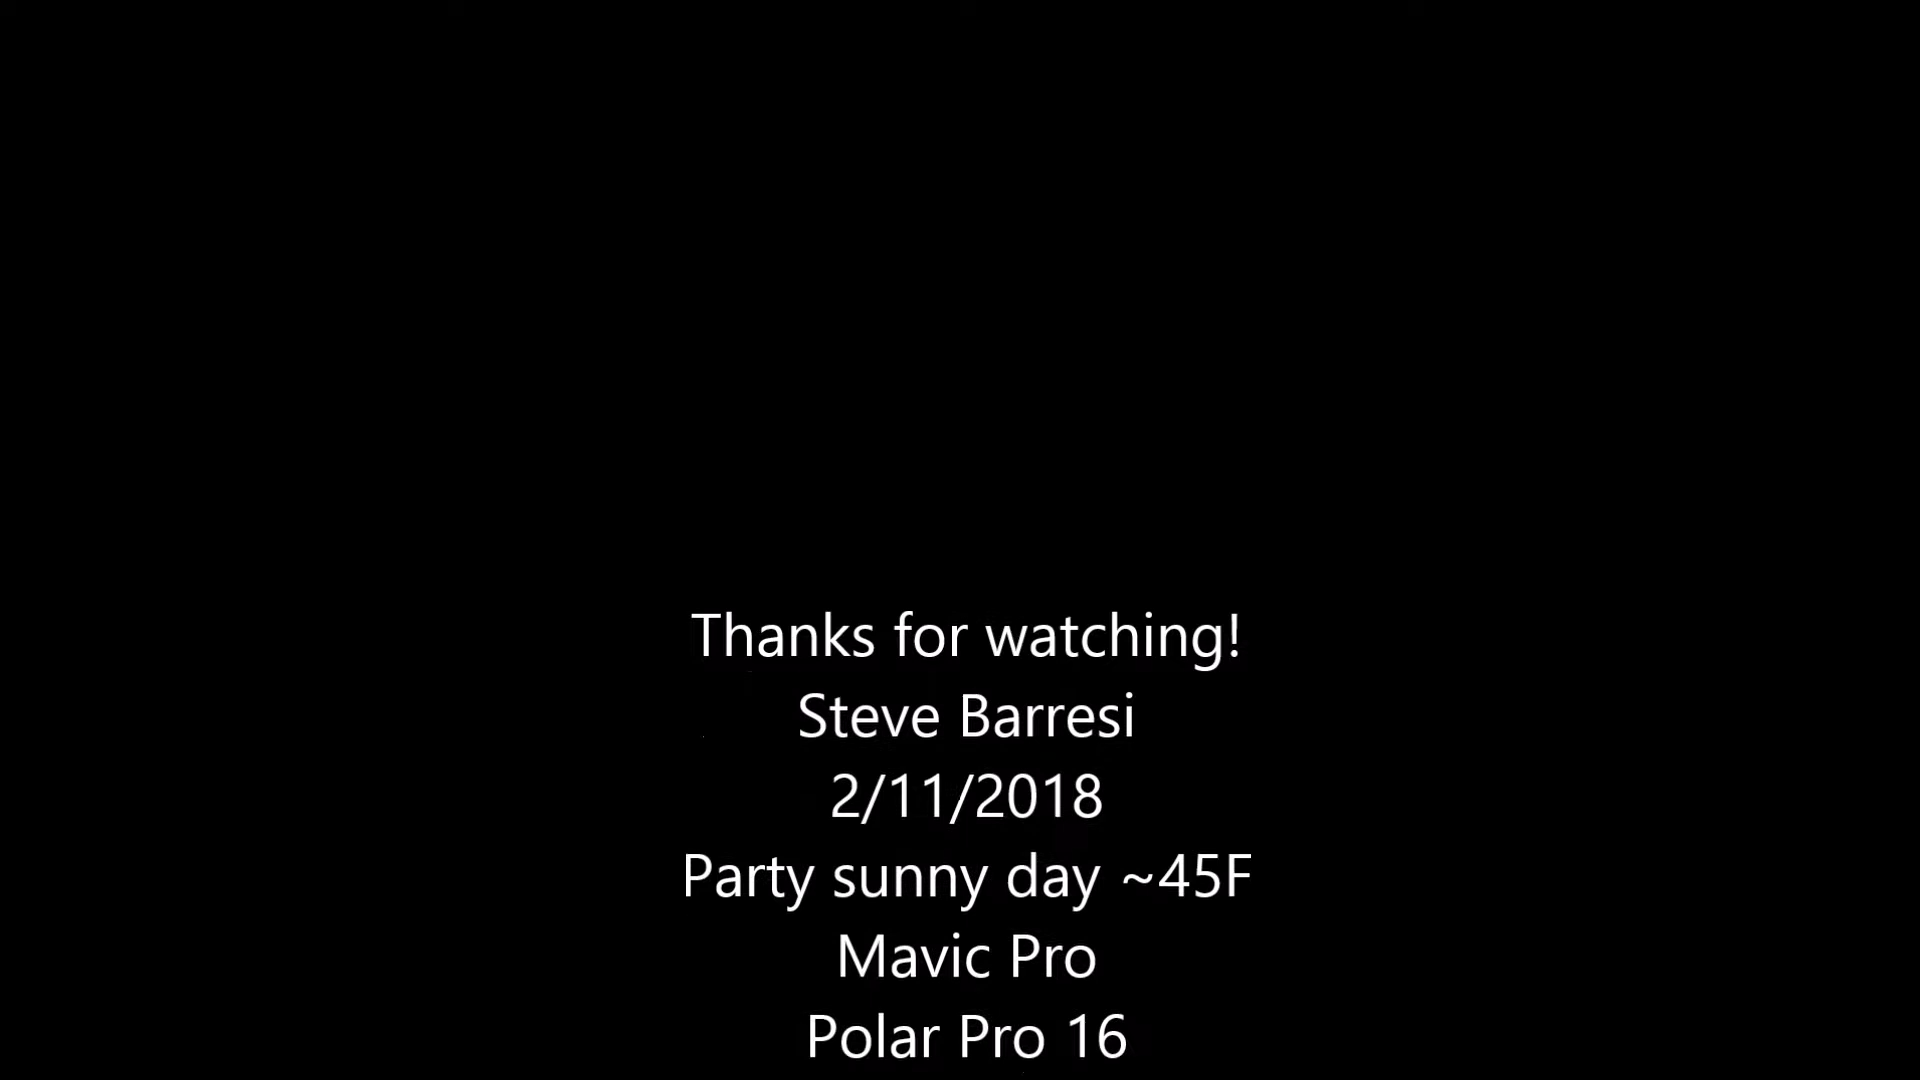 Thanks for watching!
Steve Barresi
2/11/2018
Party sunny day ~45F
Mavic Pro
Polar Pro 16